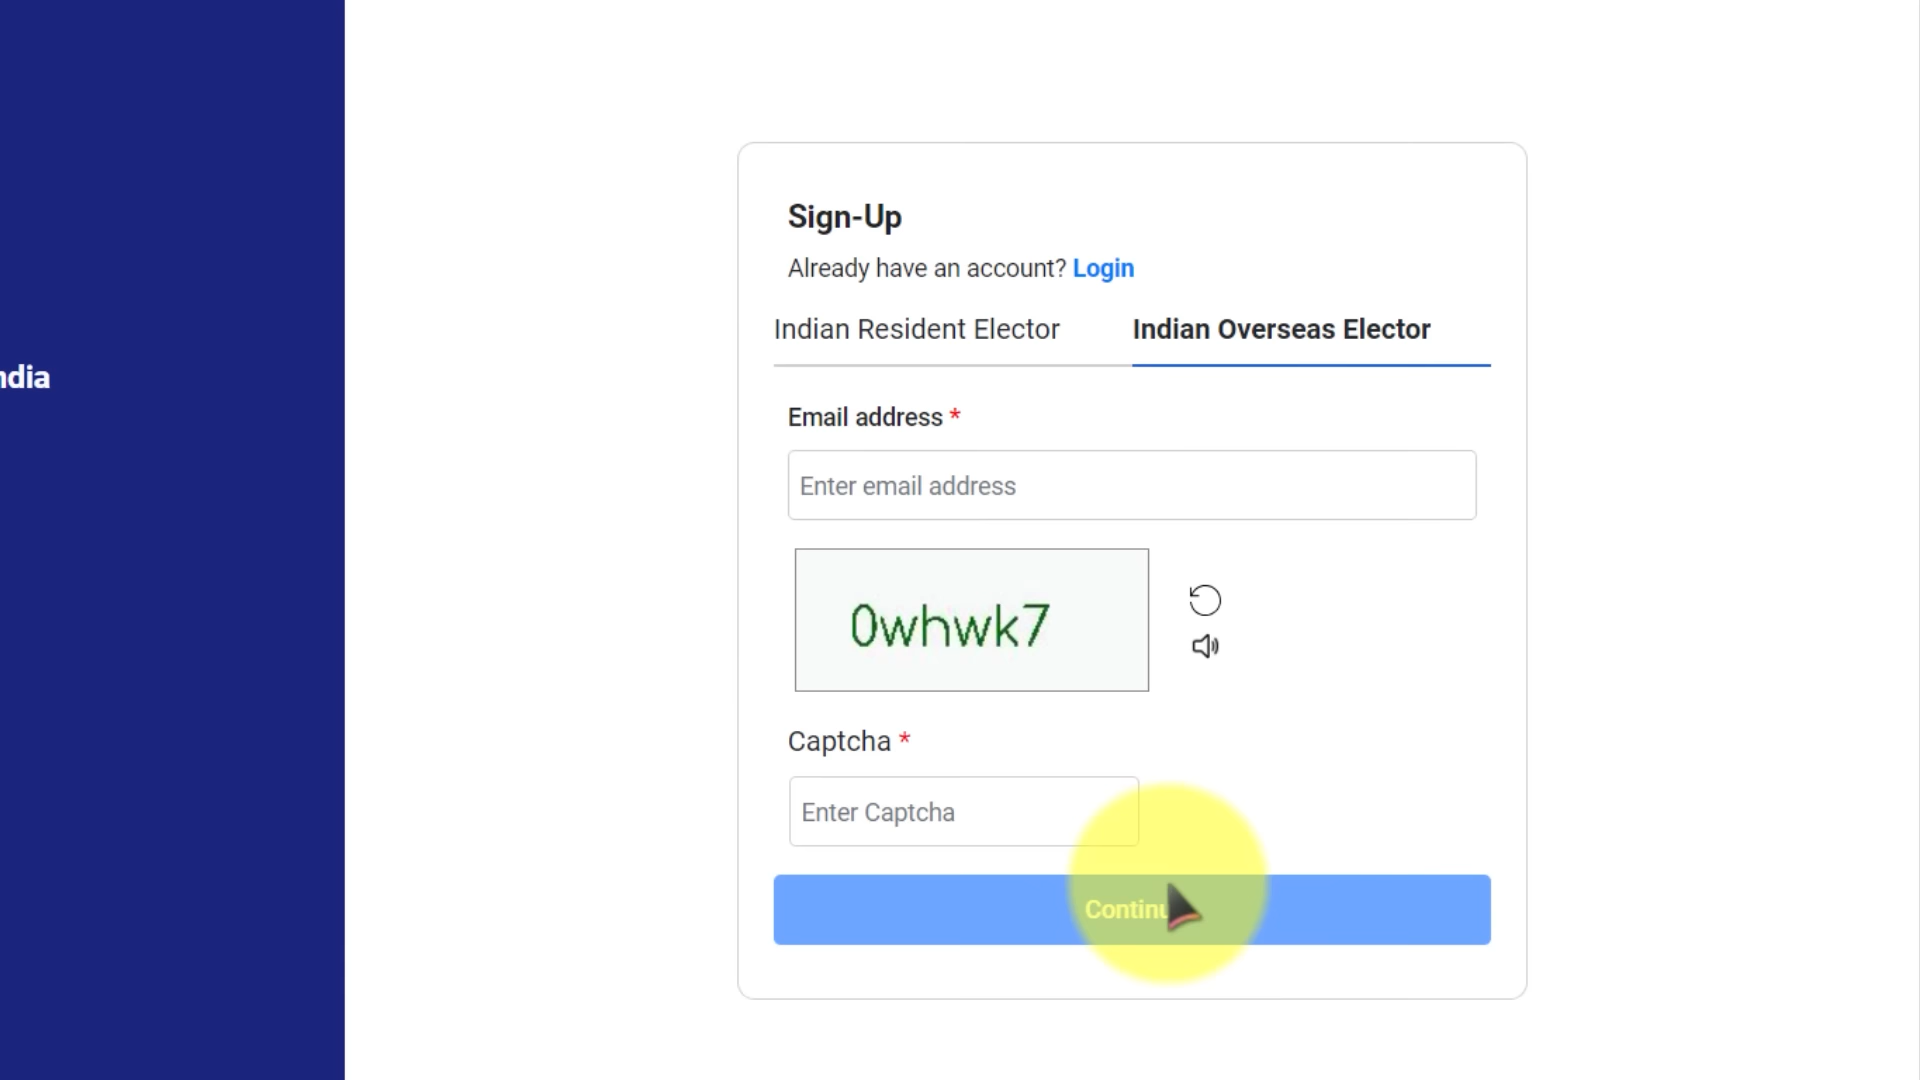 Sign-Up
Already have an account? Login
Indian Resident Elector
Indian Overseas Elector
ndia
Email address *
Enter email address
0whwk7
Captcha *
Enter Captcha
Continu